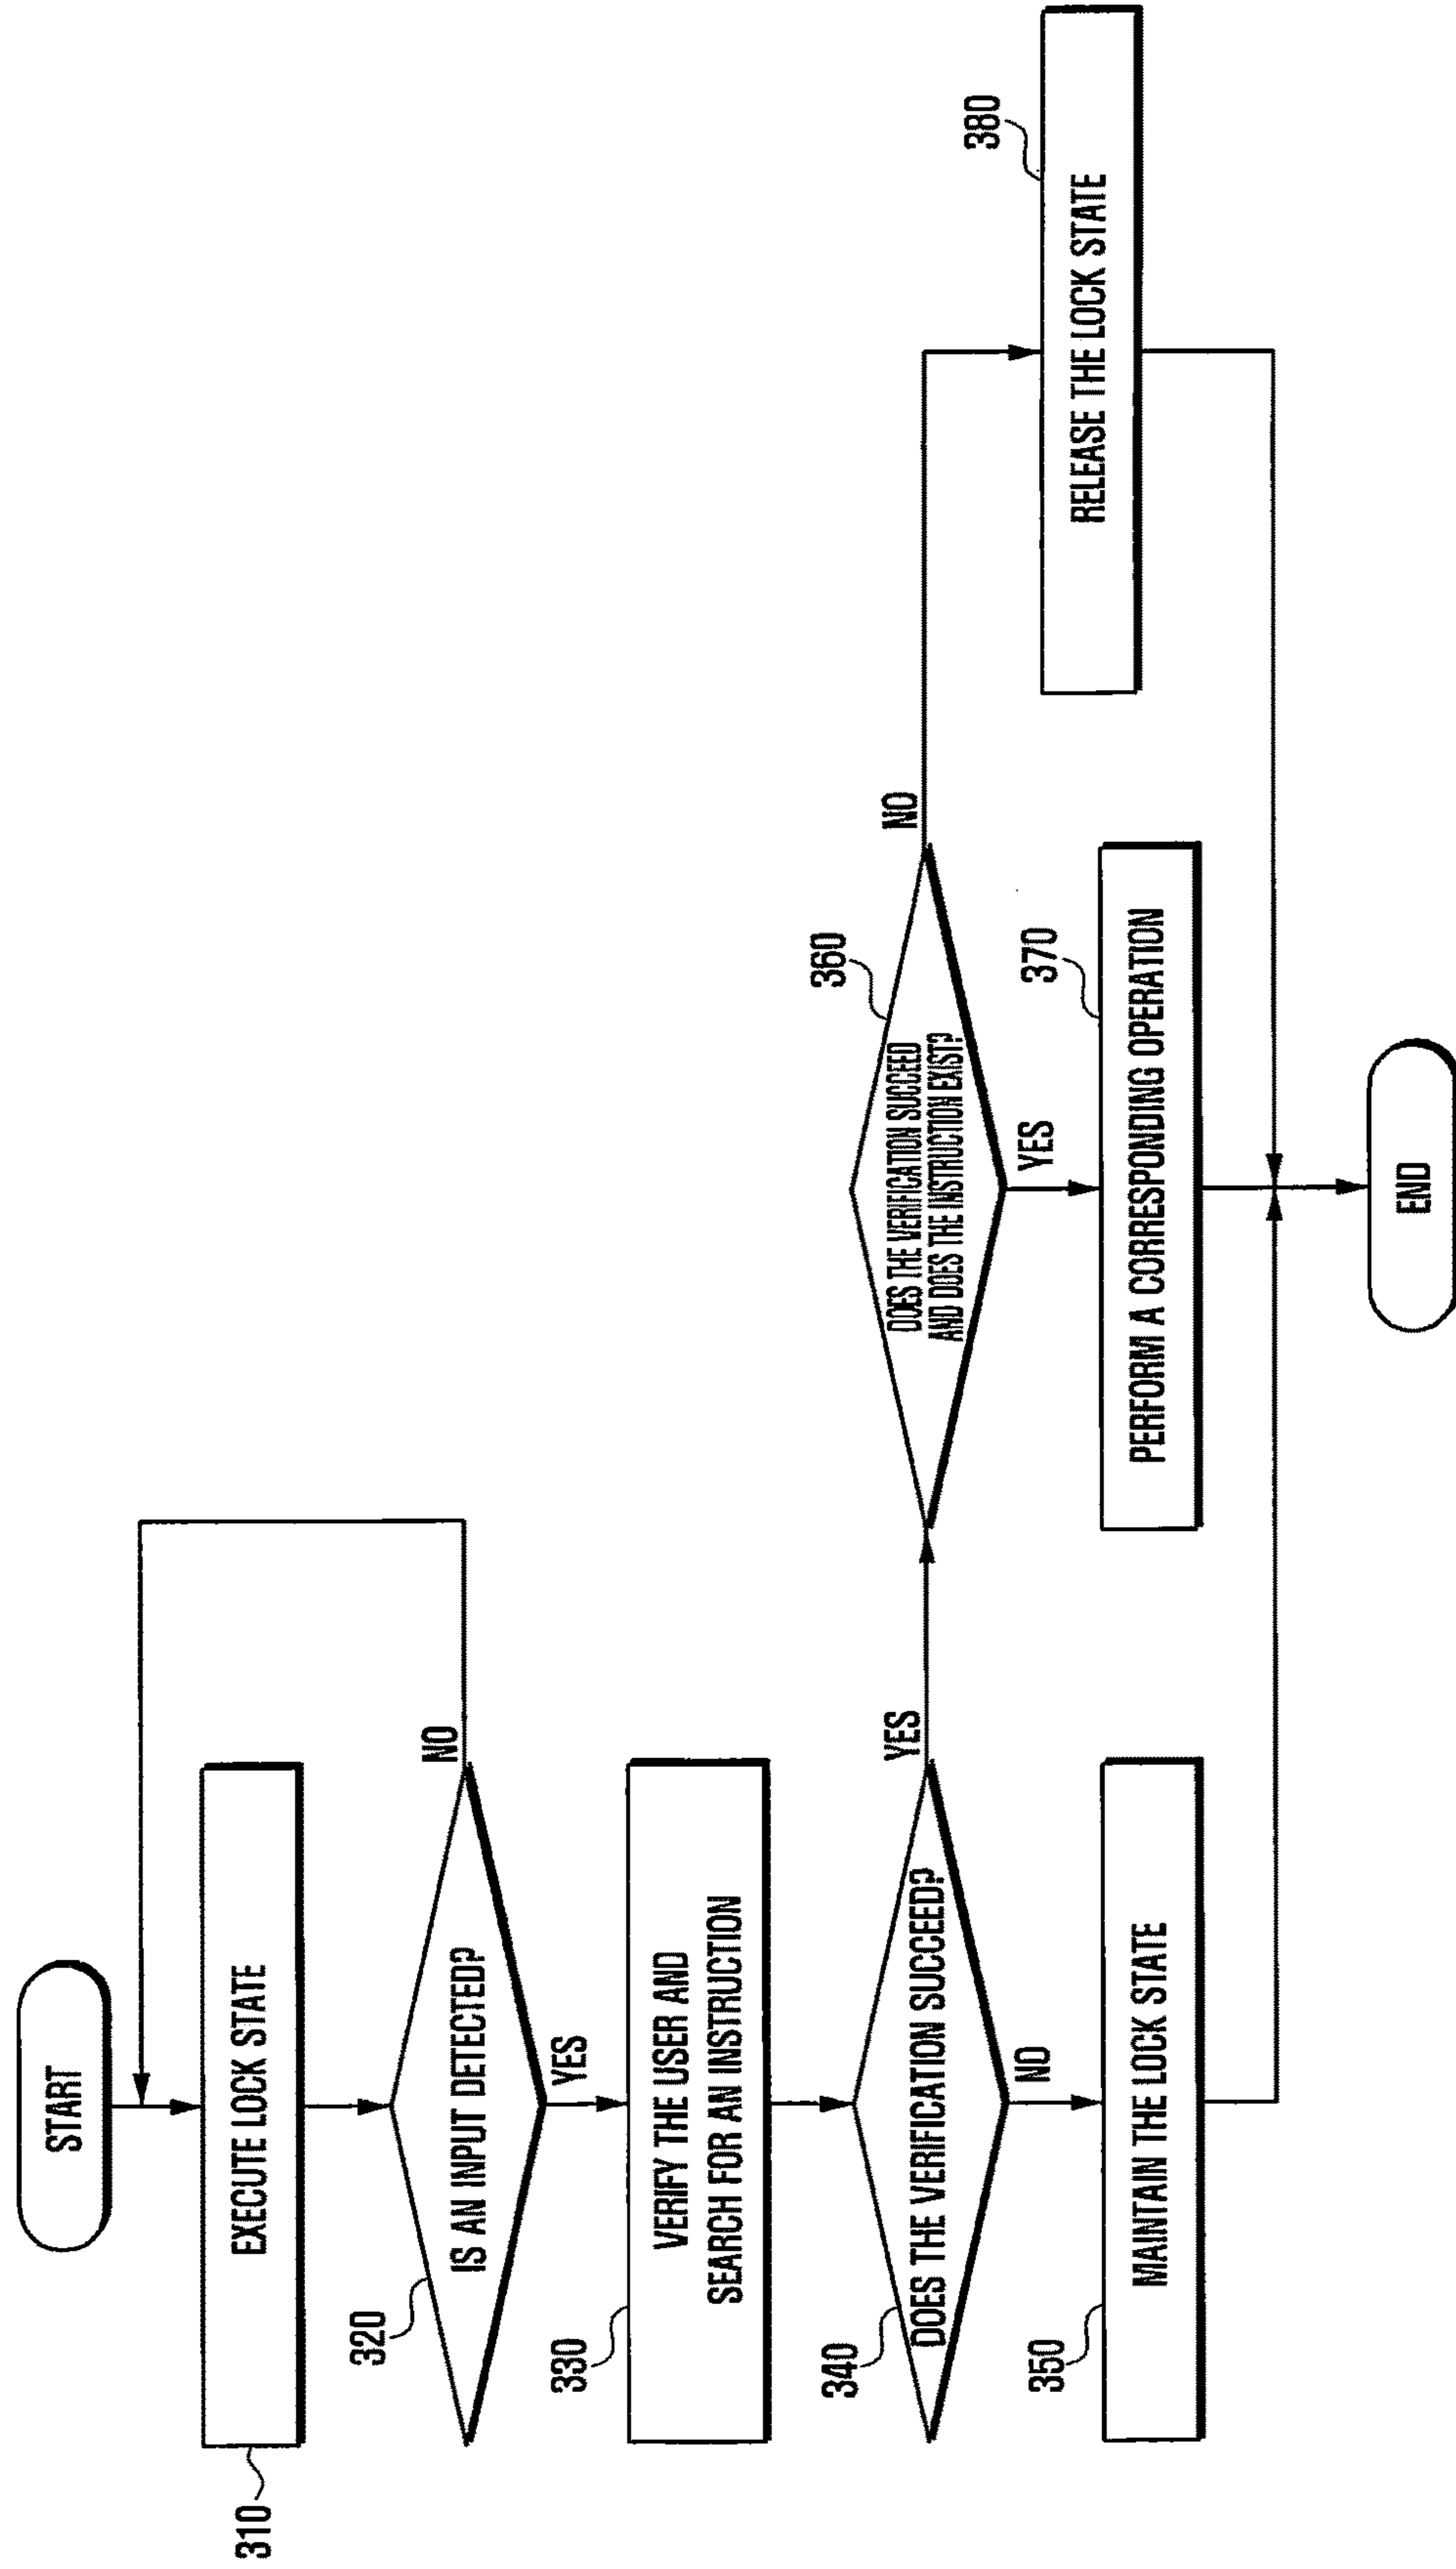 START
310
EXECUTE LOCK STATE
320
IS AN INPUT DETECTED?
NO
YES
330
VERIFY THE USER AND
SEARCH FOR AN INSTRUCTION
340
DOES THE VERIFICATION SUCCEED?
YES
NO
350
MAINTAIN THE LOCK STATE
360
DOES THE VERIFICATION SUCCEED
AND DOES THE INSTRUCTION EXIST?
NO
YES
370
PERFORM A CORRESPONDING OPERATION
380
RELEASE THE LOCK STATE
END